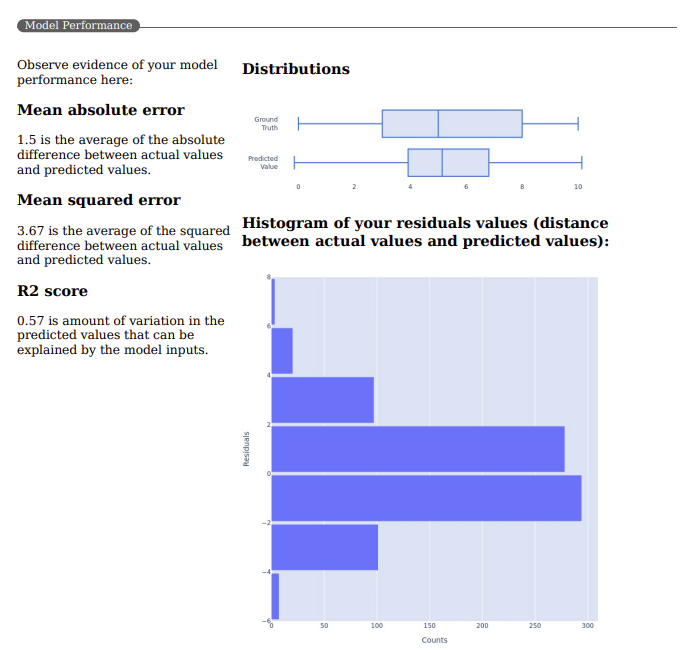 Model Performance
Observe evidence of your model
performance here:
Mean absolute error
1.5 is the average of the absolute
difference between actual values
and predicted values.
Mean squared error
3.67 is the average of the squared
difference between actual values
and predicted values.
R2 score
0.57 is amount of variation in the
predicted values that can be
explained by the model inputs.
Distributions
Ground
Truth
Predicted
Value
0 2 4 6 8 10
Histogram of your residuals values (distance
between actual values and predicted values):
8
6
4
2
0
−2
−4
−6
Residuals
0 50 100 150 200 250 300
Counts